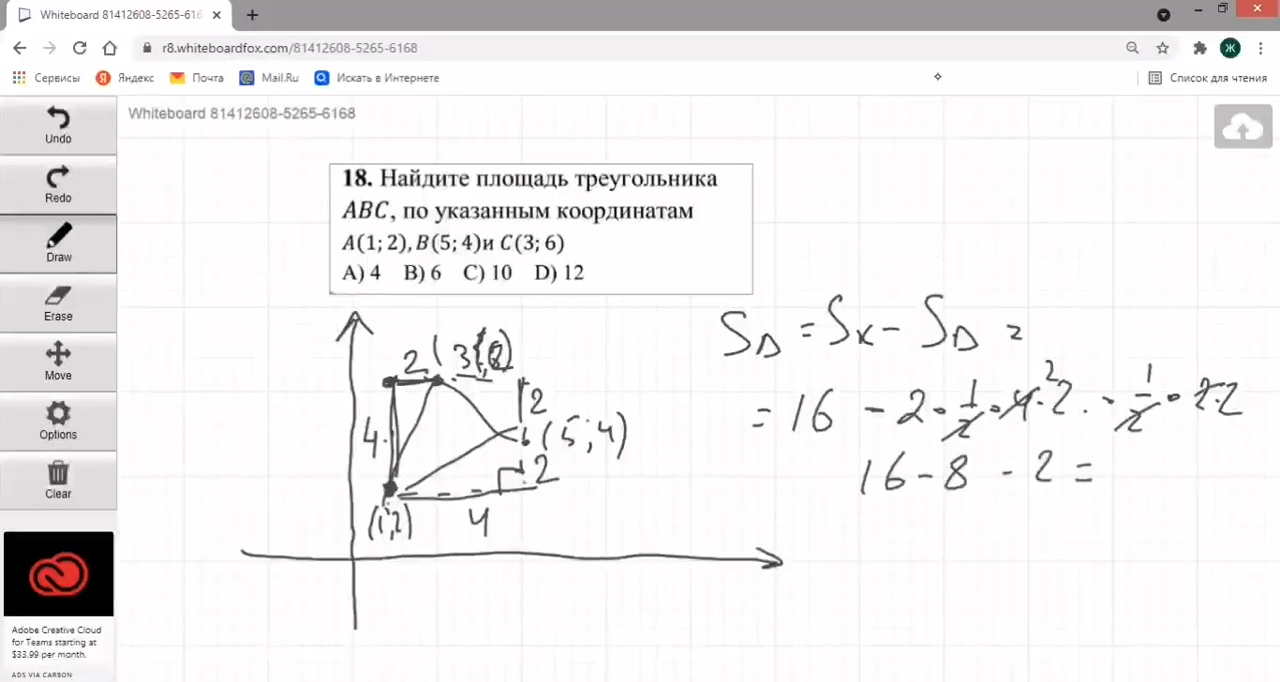 Whiteboard 81412608-5265-616
r8.whiteboardfox.com/81412608-5265-6168
Ж
Сервисы Яндекс Почта Mail.Ru Искать в Интернете Список для чтения
Undo
Redo
Draw
Erase
Move
Options
Clear
Adobe Creative Cloud
for Teams starting at
$33.99 per month.
ADS VIA CARBON
Whiteboard 81412608-5265-6168
18. Найдите площадь треугольника
ABC, по указанным координатам
A(1; 2), B(5; 4)и C(3; 6)
A) 4 B) 6 C) 10 D) 12
2
4
2
(5; 4)
2
(1;2)
4
SΔ = Sк - SΔ =
= 16 - 2 · 1/2 · 4 · 2 - 1/2 · 2·2
16 - 8 - 2 =